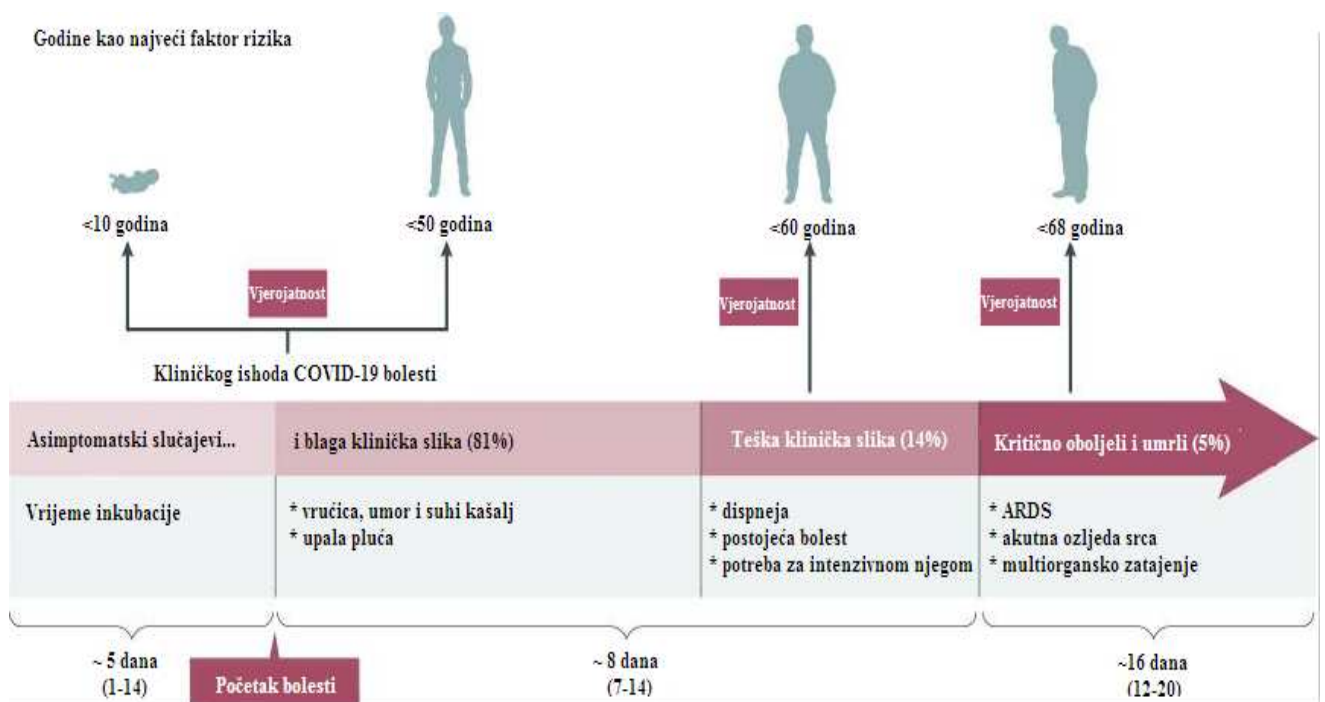 Godine kao najveći faktor rizika
<10 godina
<50 godina
<60 godina
<68 godina
Vjerojatnost
Vjerojatnost
Vjerojatnost
Kliničkog ishoda COVID-19 bolesti
Asimptomatski slučajevi...
i blaga klinička slika (81%)
Teška klinička slika (14%)
Kritično oboljeli i umrli (5%)
Vrijeme inkubacije
* vrućica, umor i suhi kašalj
* upala pluća
* dispneja
* postojeća bolest
* potreba za intenzivnom njegom
* ARDS
* akutna ozljeda srca
* multiorgansko zatajenje
~ 5 dana
(1-14)
Početak bolesti
~ 8 dana
(7-14)
~16 dana
(12-20)